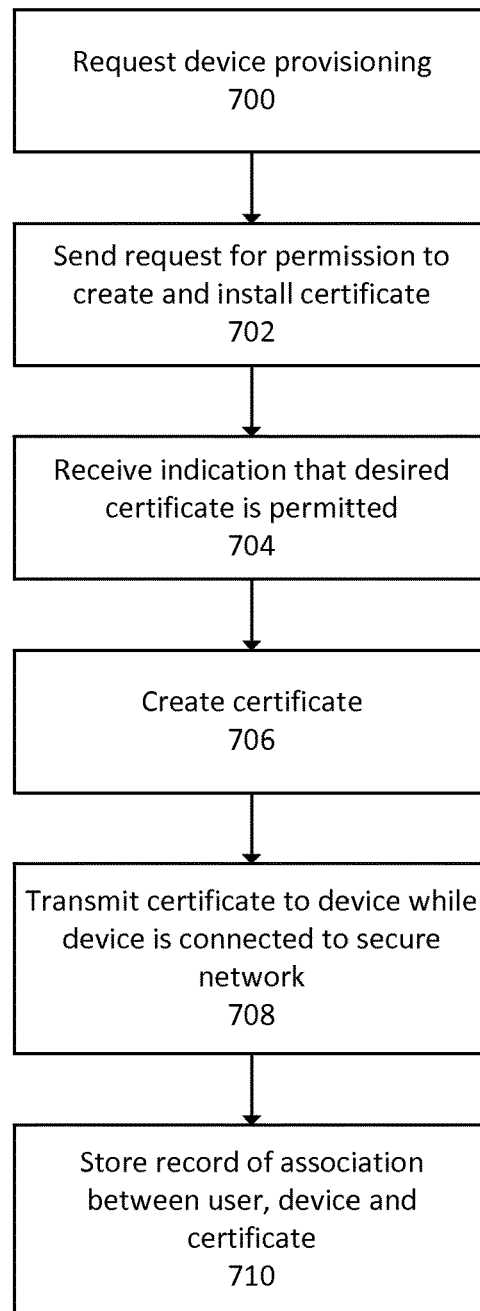 Request device provisioning
700
Send request for permission to
create and install certificate
702
Receive indication that desired
certificate is permitted
704
Create certificate
706
Transmit certificate to device while
device is connected to secure
network
708
Store record of association
between user, device and
certificate
710